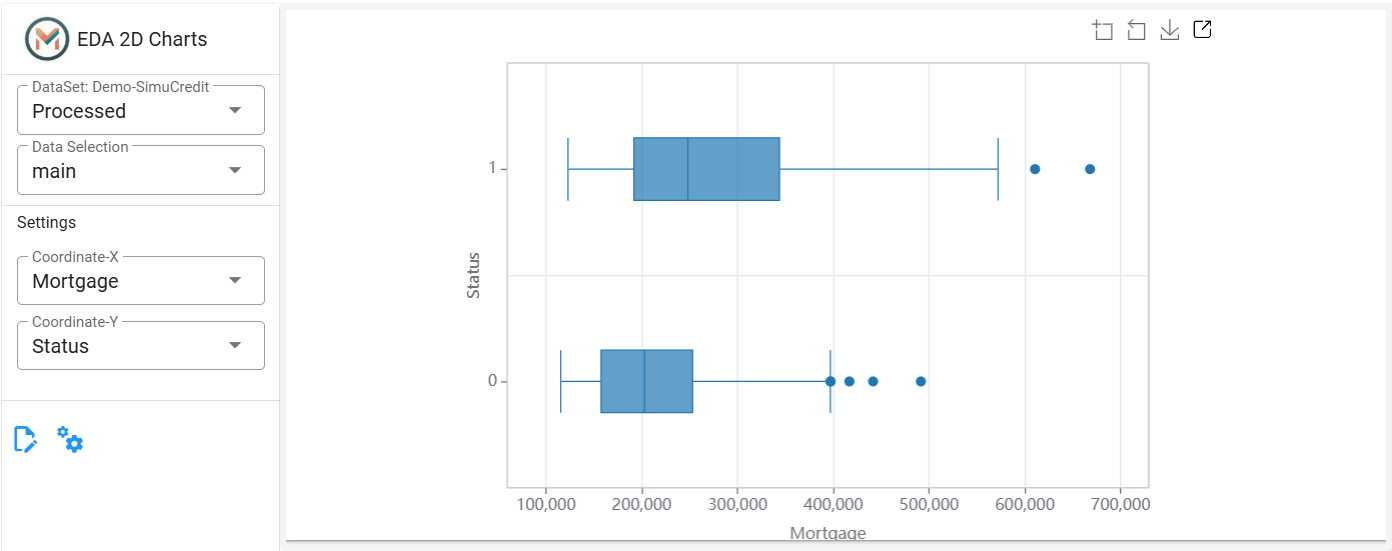 EDA 2D Charts
DataSet: Demo-SimuCredit
Processed
Data Selection
main
Settings
Coordinate-X
Mortgage
Coordinate-Y
Status
1
Status
0
100,000 200,000 300,000 400,000 500,000 600,000 700,000
Mortgage